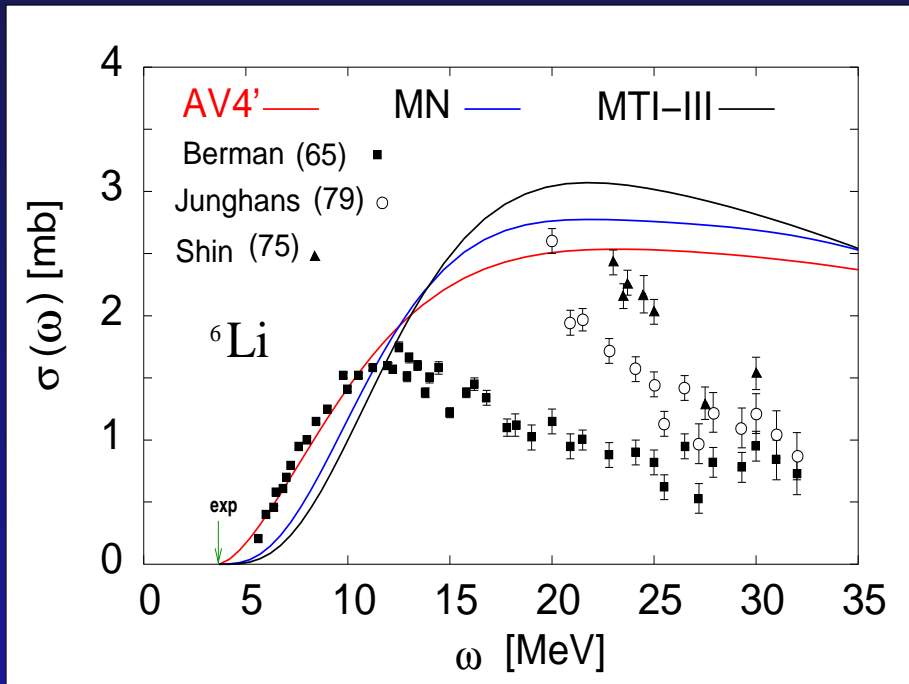 AV4' MN MTI–III
Berman (65)
Junghans (79)
Shin (75)
⁶Li
exp
σ(ω) [mb]
4
3
2
1
0
0 5 10 15 20 25 30 35
ω [MeV]